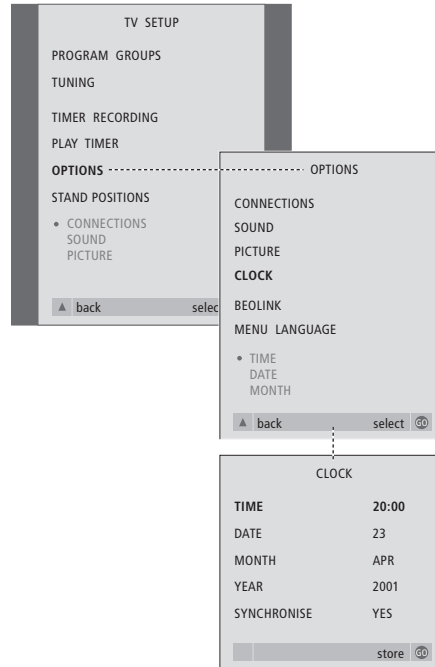 TV SETUP
PROGRAM GROUPS
TUNING
TIMER RECORDING
PLAY TIMER
OPTIONS
STAND POSITIONS
• CONNECTIONS
SOUND
PICTURE
▲ back selec
OPTIONS
CONNECTIONS
SOUND
PICTURE
CLOCK
BEOLINK
MENU LANGUAGE
• TIME
DATE
MONTH
▲ back select GO
CLOCK
TIME 20:00
DATE 23
MONTH APR
YEAR 2001
SYNCHRONISE YES
store GO